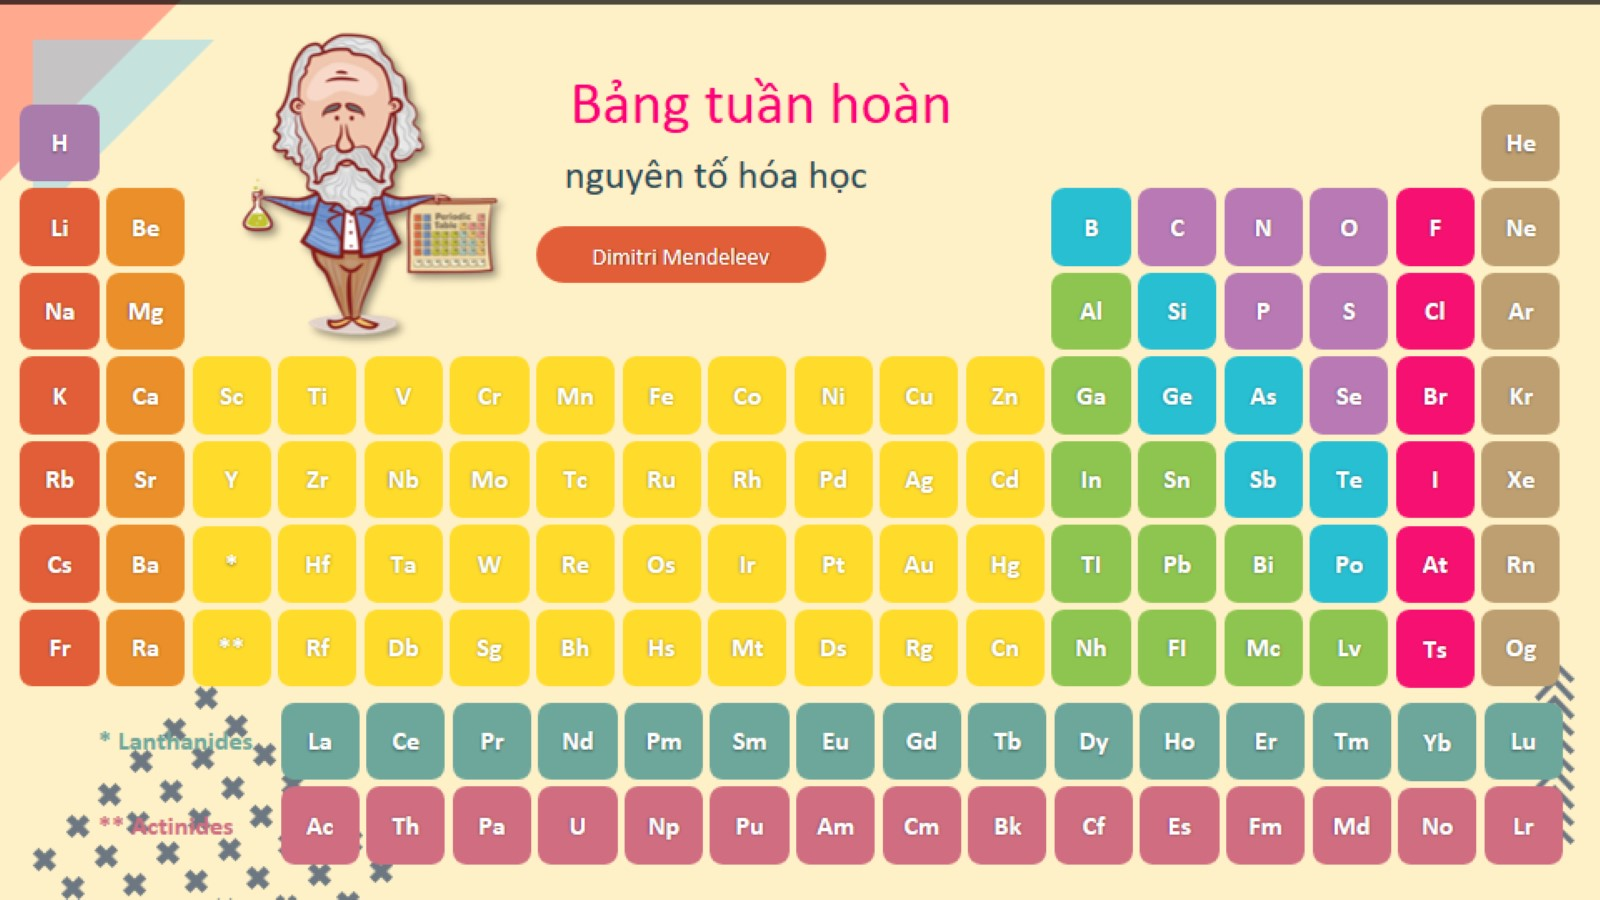 Bảng tuần hoàn
nguyên tố hóa học
Dimitri Mendeleev
Periodic
Table
H He
Li Be B C N O F Ne
Na Mg Al Si P S Cl Ar
K Ca Sc Ti V Cr Mn Fe Co Ni Cu Zn Ga Ge As Se Br Kr
Rb Sr Y Zr Nb Mo Tc Ru Rh Pd Ag Cd In Sn Sb Te I Xe
Cs Ba * Hf Ta W Re Os Ir Pt Au Hg Tl Pb Bi Po At Rn
Fr Ra ** Rf Db Sg Bh Hs Mt Ds Rg Cn Nh Fl Mc Lv Ts Og
* Lanthanides La Ce Pr Nd Pm Sm Eu Gd Tb Dy Ho Er Tm Yb Lu
** Actinides Ac Th Pa U Np Pu Am Cm Bk Cf Es Fm Md No Lr